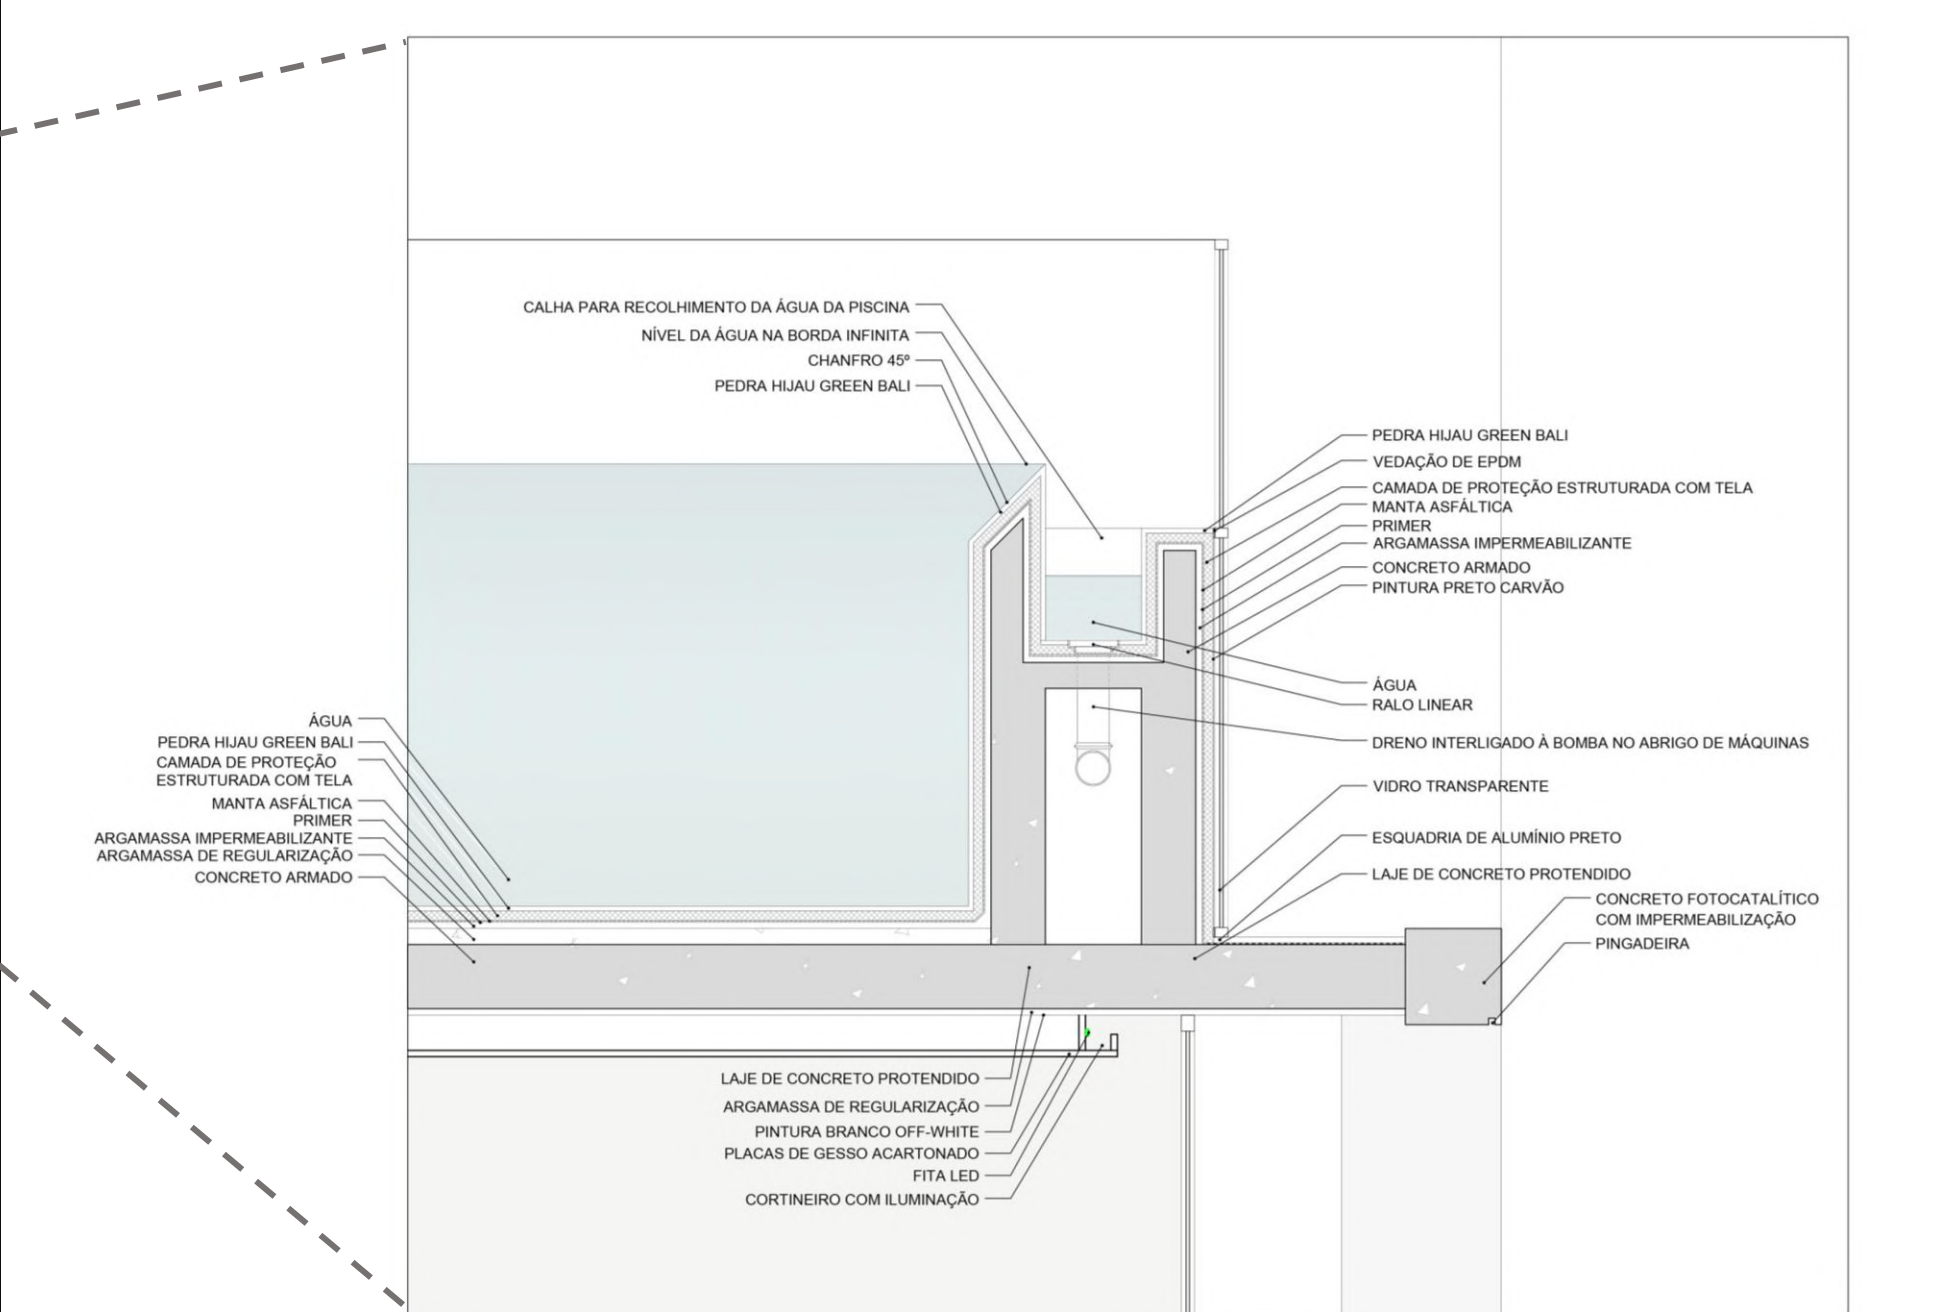 CALHA PARA RECOLHIMENTO DA ÁGUA DA PISCINA
NÍVEL DA ÁGUA NA BORDA INFINITA
CHANFRO 45º
PEDRA HIJAU GREEN BALI
PEDRA HIJAU GREEN BALI
VEDAÇÃO DE EPDM
CAMADA DE PROTEÇÃO ESTRUTURADA COM TELA
MANTA ASFÁLTICA
PRIMER
ARGAMASSA IMPERMEABILIZANTE
CONCRETO ARMADO
PINTURA PRETO CARVÃO
ÁGUA
RALO LINEAR
DRENO INTERLIGADO À BOMBA NO ABRIGO DE MÁQUINAS
VIDRO TRANSPARENTE
ESQUADRIA DE ALUMÍNIO PRETO
LAJE DE CONCRETO PROTENDIDO
CONCRETO FOTOCATALÍTICO
COM IMPERMEABILIZAÇÃO
PINGADEIRA
ÁGUA
PEDRA HIJAU GREEN BALI
CAMADA DE PROTEÇÃO
ESTRUTURADA COM TELA
MANTA ASFÁLTICA
PRIMER
ARGAMASSA IMPERMEABILIZANTE
ARGAMASSA DE REGULARIZAÇÃO
CONCRETO ARMADO
LAJE DE CONCRETO PROTENDIDO
ARGAMASSA DE REGULARIZAÇÃO
PINTURA BRANCO OFF-WHITE
PLACAS DE GESSO ACARTONADO
FITA LED
CORTINEIRO COM ILUMINAÇÃO